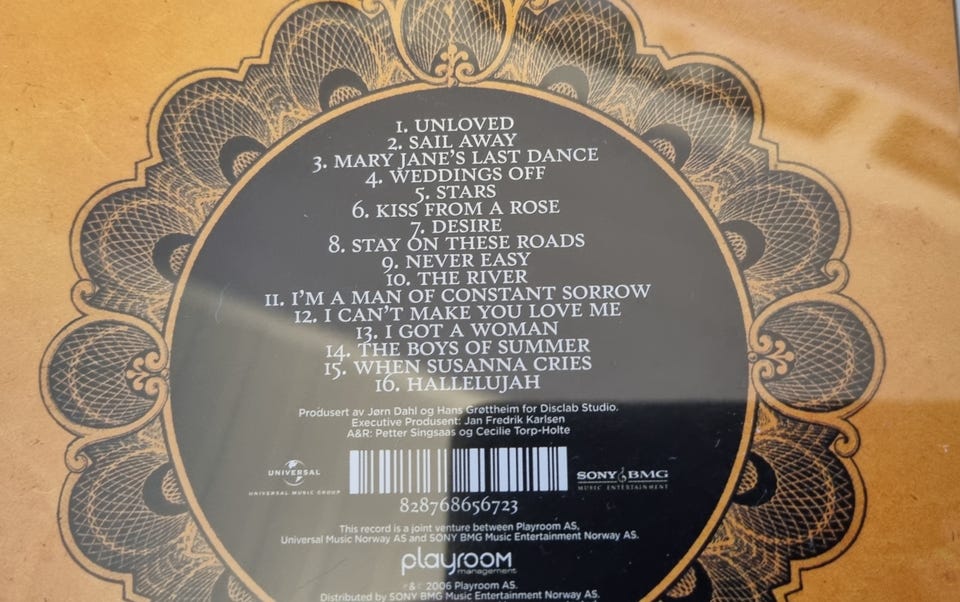 1. UNLOVED
2. SAIL AWAY
3. MARY JANE'S LAST DANCE
4. WEDDINGS OFF
5. STARS
6. KISS FROM A ROSE
7. DESIRE
8. STAY ON THESE ROADS
9. NEVER EASY
10. THE RIVER
11. I'M A MAN OF CONSTANT SORROW
12. I CAN'T MAKE YOU LOVE ME
13. I GOT A WOMAN
14. THE BOYS OF SUMMER
15. WHEN SUSANNA CRIES
16. HALLELUJAH
Produsert av Jørn Dahl og Hans Grøttheim for Disclab Studio.
Executive Produsent: Jan Fredrik Karlsen
A&R: Petter Singsaas og Cecilie Torp-Holte
UNIVERSAL
UNIVERSAL MUSIC GROUP
SONY BMG
MUSIC ENTERTAINMENT
828768656723
This record is a joint venture between Playroom AS,
Universal Music Norway AS and SONY BMG Music Entertainment Norway AS.
playroom
management
℗ & © 2006 Playroom AS.
Distributed by SONY BMG Music Entertainment Norway AS.